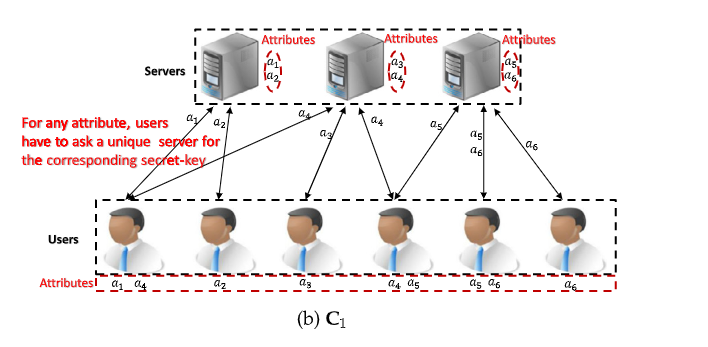 Attributes Attributes Attributes
a1 a3 a5
a2 a4 a6
Servers
For any attribute, users
have to ask a unique server for
the corresponding secret-key
a1 a2 a4 a3 a4 a5 a5 a6
a6
Users
Attributes a1 a4 a2 a3 a4 a5 a5 a6 a6
(b) C1